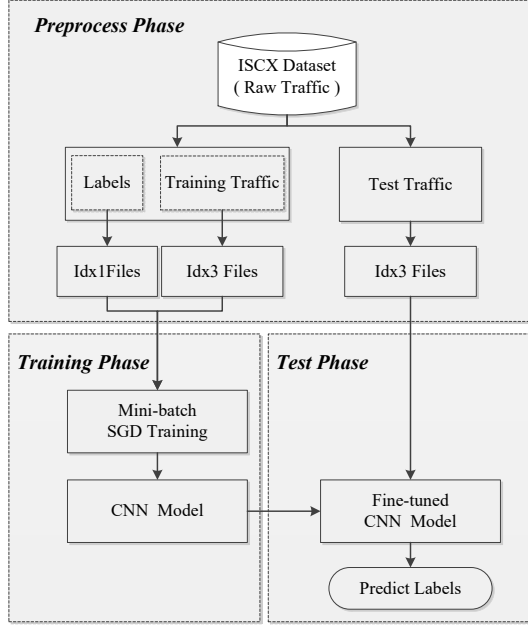 Preprocess Phase
ISCX Dataset
( Raw Traffic )
Labels
Training Traffic
Test Traffic
Idx1Files
Idx3 Files
Idx3 Files
Training Phase
Test Phase
Mini-batch
SGD Training
CNN Model
Fine-tuned
CNN Model
Predict Labels